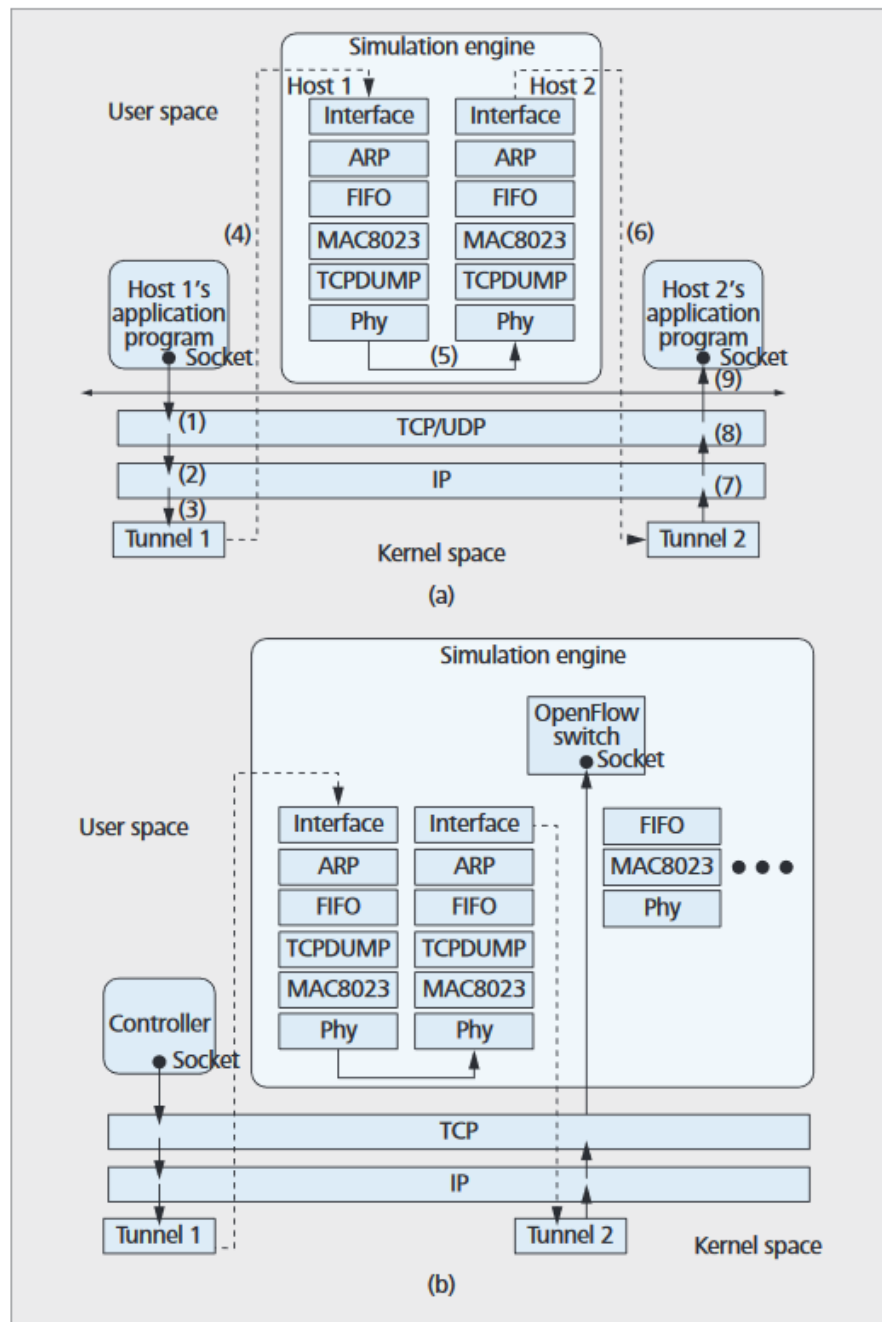 Simulation engine
Host 1
Host 2
User space
Interface
Interface
ARP
ARP
FIFO
FIFO
(4)
(6)
MAC8023
MAC8023
TCPDUMP
TCPDUMP
Host 1's
application
program
Host 2's
application
program
Phy
Phy
(5)
Socket
Socket
(9)
(1)
TCP/UDP
(8)
(2)
IP
(7)
(3)
Tunnel 1
Tunnel 2
Kernel space
(a)
Simulation engine
OpenFlow
switch
Socket
User space
Interface
Interface
FIFO
ARP
ARP
MAC8023
FIFO
FIFO
Phy
TCPDUMP
TCPDUMP
MAC8023
MAC8023
Controller
Phy
Phy
Socket
TCP
IP
Tunnel 1
Tunnel 2
Kernel space
(b)